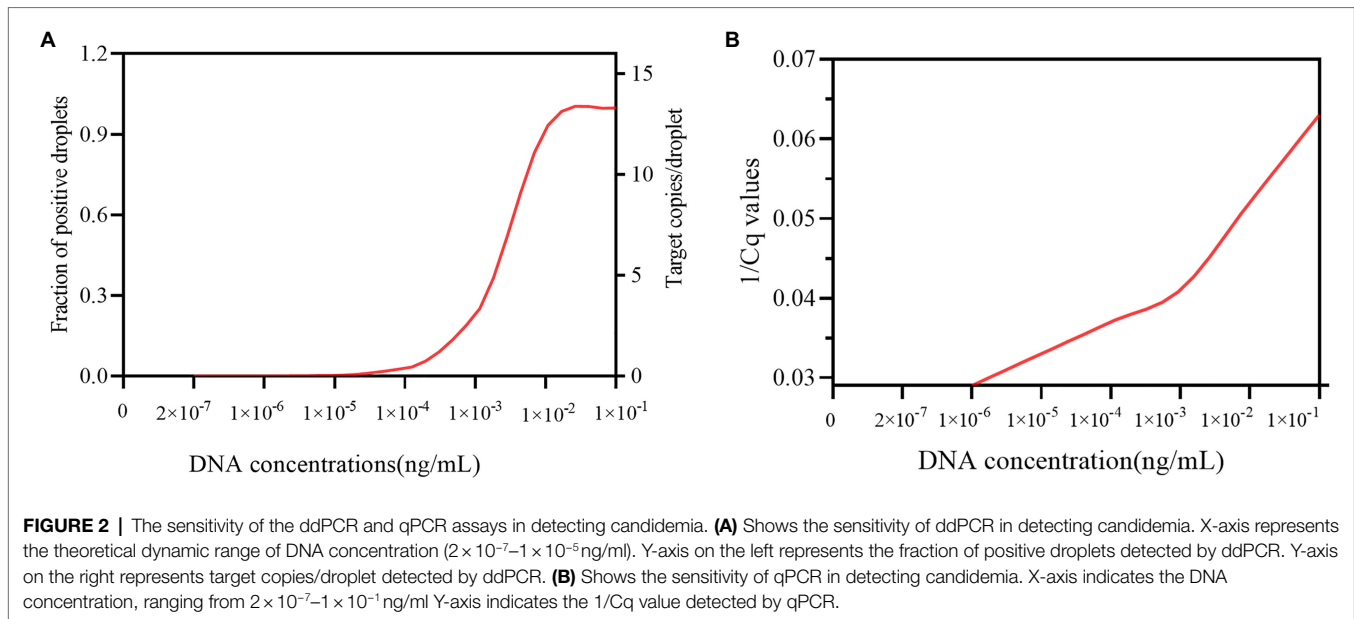 A
1.2
0.9
0.6
0.3
0.0
Fraction of positive droplets
15
10
5
0
Target copies/droplet
0 2×10⁻⁷ 1×10⁻⁶ 1×10⁻⁵ 1×10⁻⁴ 1×10⁻³ 1×10⁻² 1×10⁻¹
DNA concentrations(ng/mL)
B
0.07
0.06
0.05
0.04
0.03
1/Cq values
0 2×10⁻⁷ 1×10⁻⁶ 1×10⁻⁵ 1×10⁻⁴ 1×10⁻³ 1×10⁻² 1×10⁻¹
DNA concentration(ng/mL)
FIGURE 2 | The sensitivity of the ddPCR and qPCR assays in detecting candidemia. (A) Shows the sensitivity of ddPCR in detecting candidemia. X-axis represents
the theoretical dynamic range of DNA concentration (2 × 10⁻⁷–1 × 10⁻⁵ ng/ml). Y-axis on the left represents the fraction of positive droplets detected by ddPCR. Y-axis
on the right represents target copies/droplet detected by ddPCR. (B) Shows the sensitivity of qPCR in detecting candidemia. X-axis indicates the DNA
concentration, ranging from 2 × 10⁻⁷–1 × 10⁻¹ ng/ml Y-axis indicates the 1/Cq value detected by qPCR.